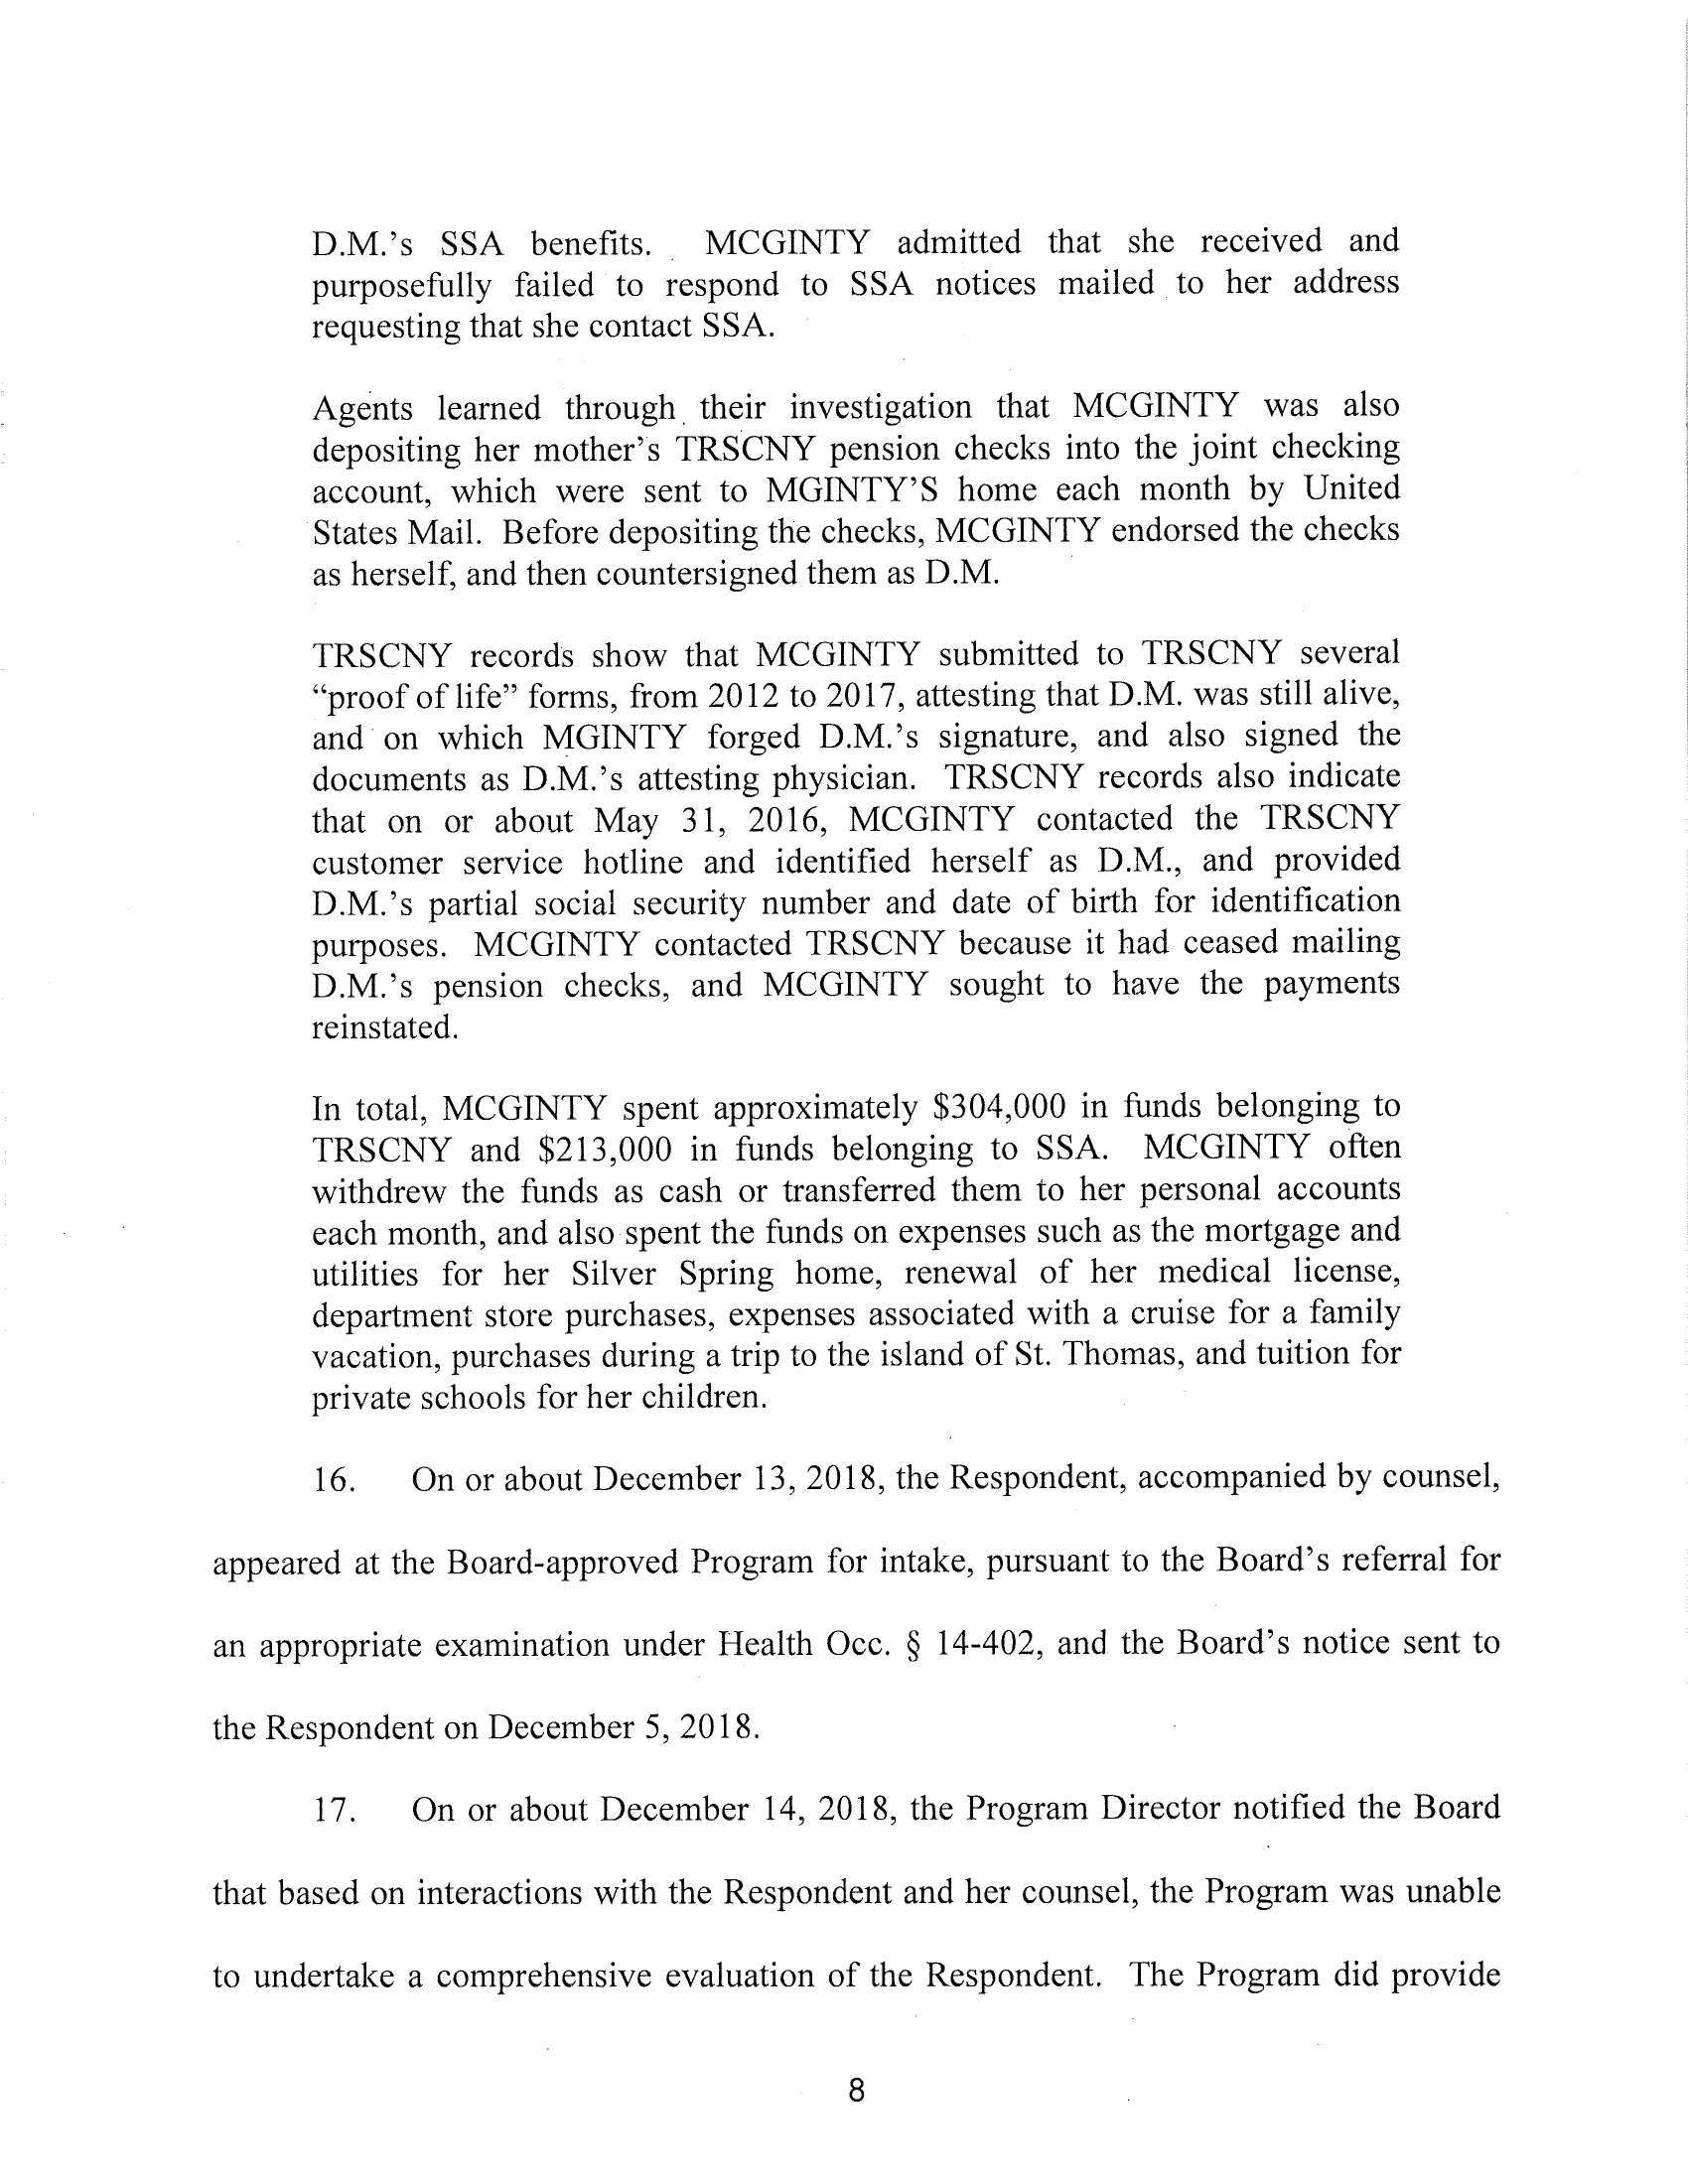 D.M.'s SSA benefits. MCGINTY admitted that she received and
purposefully failed to respond to SSA notices mailed to her address
requesting that she contact SSA.
Agents learned through their investigation that MCGINTY was also
depositing her mother's TRSCNY pension checks into the joint checking
account, which were sent to MGINTY'S home each month by United
States Mail. Before depositing the checks, MCGINTY endorsed the checks
as herself, and then countersigned them as D.M.
TRSCNY records show that MCGINTY submitted to TRSCNY several
“proof of life” forms, from 2012 to 2017, attesting that D.M. was still alive,
and on which MGINTY forged D.M.'s signature, and also signed the
documents as D.M.'s attesting physician. TRSCNY records also indicate
that on or about May 31, 2016, MCGINTY contacted the TRSCNY
customer service hotline and identified herself as D.M., and provided
D.M.'s partial social security number and date of birth for identification
purposes. MCGINTY contacted TRSCNY because it had ceased mailing
D.M.'s pension checks, and MCGINTY sought to have the payments
reinstated.
In total, MCGINTY spent approximately $304,000 in funds belonging to
TRSCNY and $213,000 in funds belonging to SSA. MCGINTY often
withdrew the funds as cash or transferred them to her personal accounts
each month, and also spent the funds on expenses such as the mortgage and
utilities for her Silver Spring home, renewal of her medical license,
department store purchases, expenses associated with a cruise for a family
vacation, purchases during a trip to the island of St. Thomas, and tuition for
private schools for her children.
16. On or about December 13, 2018, the Respondent, accompanied by counsel,
appeared at the Board-approved Program for intake, pursuant to the Board's referral for
an appropriate examination under Health Occ. § 14-402, and the Board's notice sent to
the Respondent on December 5, 2018.
17. On or about December 14, 2018, the Program Director notified the Board
that based on interactions with the Respondent and her counsel, the Program was unable
to undertake a comprehensive evaluation of the Respondent. The Program did provide
8